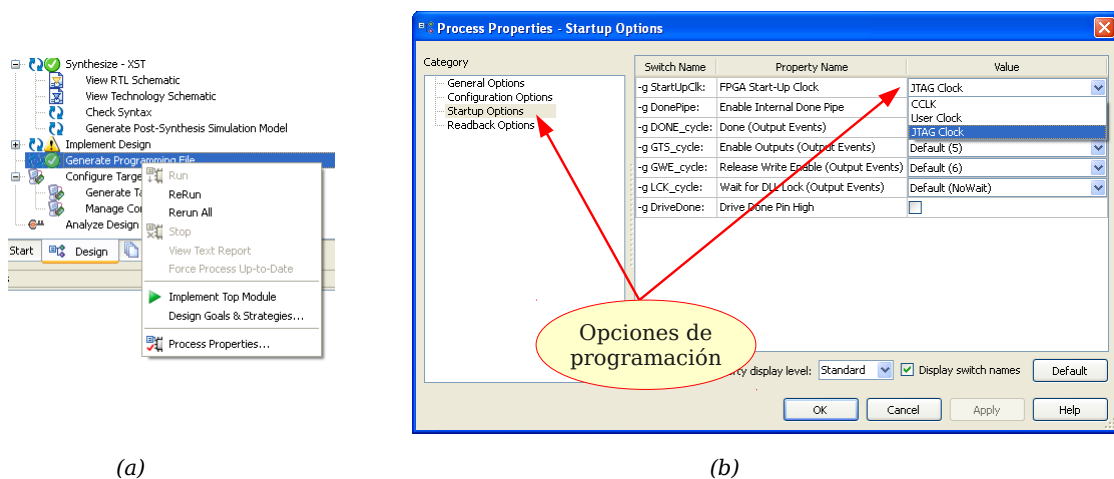 Synthesize - XST
View RTL Schematic
View Technology Schematic
Check Syntax
Generate Post-Synthesis Simulation Model
Implement Design
Generate Programming File
Configure Targe
Generate Ta
Manage Con
Analyze Design
Run
ReRun
Rerun All
Stop
View Text Report
Force Process Up-to-Date
Implement Top Module
Design Goals & Strategies...
Process Properties...
Start
Design
(a)
Process Properties - Startup Options
Category
General Options
Configuration Options
Startup Options
Readback Options
Switch Name Property Name Value
-g StartUpClk: FPGA Start-Up Clock JTAG Clock
CCLK
User Clock
JTAG Clock
-g DonePipe: Enable Internal Done Pipe
-g DONE_cycle: Done (Output Events)
-g GTS_cycle: Enable Outputs (Output Events) Default (5)
-g GWE_cycle: Release Write Enable (Output Events) Default (6)
-g LCK_cycle: Wait for DLL Lock (Output Events) Default (NoWait)
-g DriveDone: Drive Done Pin High
Opciones de
programación
display level: Standard Display switch names Default
OK Cancel Apply Help
(b)